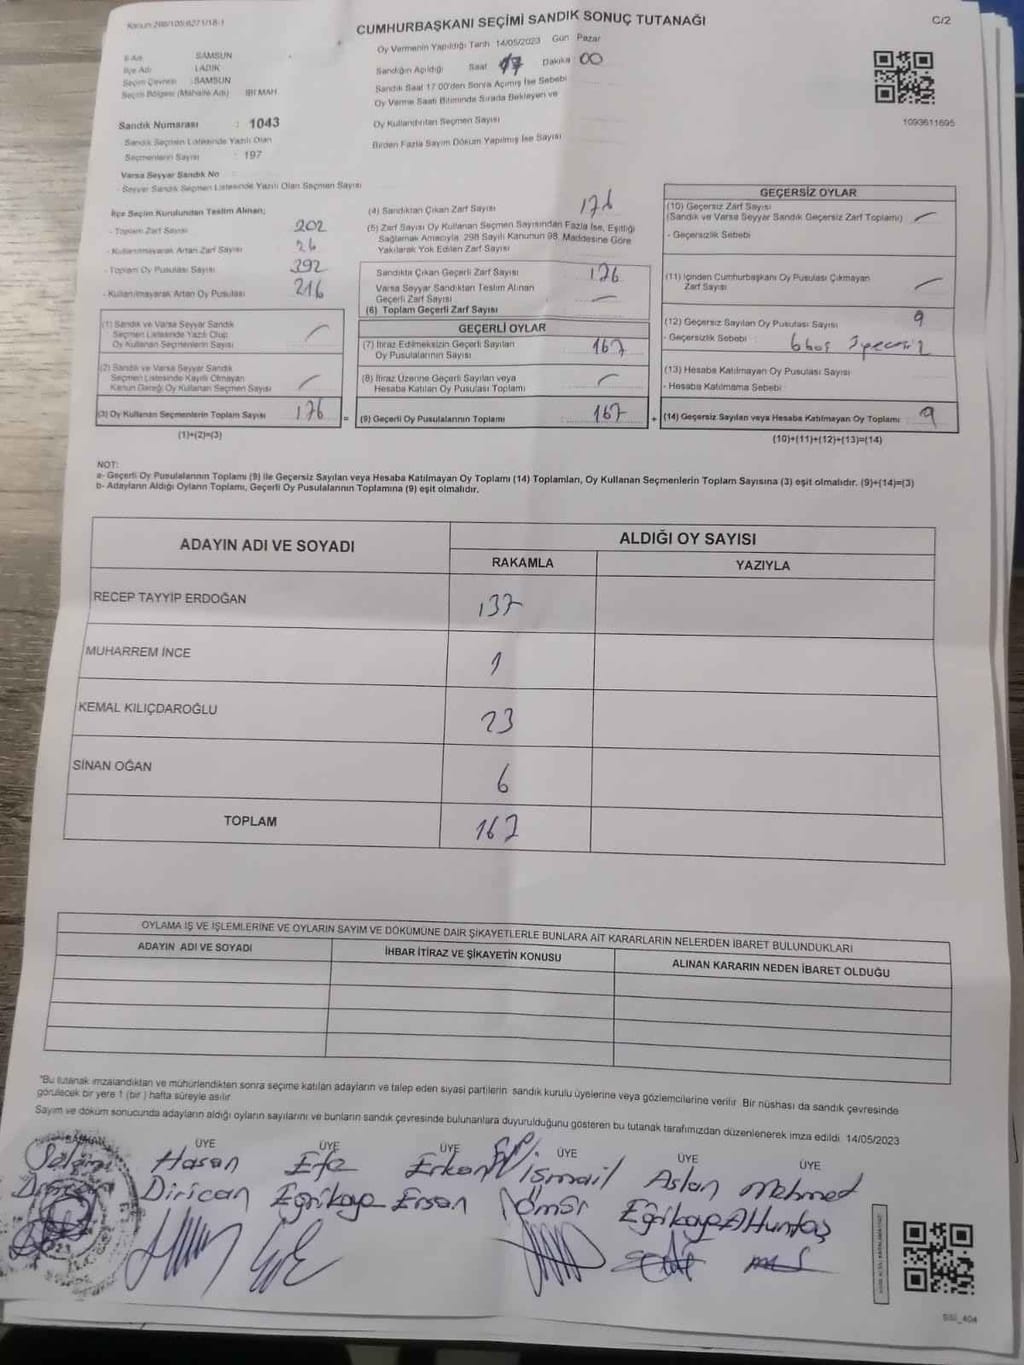 Kanun:298/100:6271/18-1
CUMHURBAŞKANI SEÇİMİ SANDIK SONUÇ TUTANAĞI
C/2
Oy Vermenin Yapıldığı Tarih 14/05/2023 Gün Pazar
İl Adı SAMSUN
İlçe Adı LADİK
Seçim Çevresi : SAMSUN
Seçim Bölgesi (Mahalle Adı)
Sandığın Açıldığı Saat 17 Dakika 00
Sandık Saat 17:00'den Sonra Açılmış İse Sebebi
Oy Verme Saati Bitiminde Sırada Bekleyen ve
Oy Kullandırılan Seçmen Sayısı
Birden Fazla Sayım Döküm Yapılmış İse Sayısı
1093611695
Sandık Numarası : 1043
Sandık Seçmen Listesinde Yazılı Olan
Seçmenlerin Sayısı : 197
Varsa Seyyar Sandık No
- Seyyar Sandık Seçmen Listesinde Yazılı Olan Seçmen Sayısı
İlçe Seçim Kurulundan Teslim Alınan;
- Toplam Zarf Sayısı 202
- Kullanılmayarak Artan Zarf Sayısı 26
- Toplam Oy Pusulası Sayısı 392
- Kullanılmayarak Artan Oy Pusulası 216
(1) Sandık ve Varsa Seyyar Sandık
Seçmen Listesinde Yazılı Olup
Oy Kullanan Seçmenlerin Sayısı
(2) Sandık ve Varsa Seyyar Sandık
Seçmen Listesinde Kayıtlı Olmayan
Kanun Gereği Oy Kullanan Seçmen Sayısı
(3) Oy Kullanan Seçmenlerin Toplam Sayısı 176 =
(1)+(2)=(3)
(4) Sandıktan Çıkan Zarf Sayısı 176
(5) Zarf Sayısı Oy Kullanan Seçmen Sayısından Fazla İse, Eşitliği
Sağlamak Amacıyla, 298 Sayılı Kanunun 98. Maddesine Göre
Yakılarak Yok Edilen Zarf Sayısı
Sandıkta Çıkan Geçerli Zarf Sayısı 176
Varsa Seyyar Sandıktan Teslim Alınan
Geçerli Zarf Sayısı
(6) Toplam Geçerli Zarf Sayısı
GEÇERLİ OYLAR
(7) İtiraz Edilmeksizin Geçerli Sayılan
Oy Pusulalarının Sayısı 167
(8) İtiraz Üzerine Geçerli Sayılan veya
Hesaba Katılan Oy Pusulası Toplamı
(9) Geçerli Oy Pusulalarının Toplamı 167 +
GEÇERSİZ OYLAR
(10) Geçersiz Zarf Sayısı
(Sandık ve Varsa Seyyar Sandık Geçersiz Zarf Toplamı)
- Geçersizlik Sebebi
(11) İçinden Cumhurbaşkanı Oy Pusulası Çıkmayan
Zarf Sayısı
(12) Geçersiz Sayılan Oy Pusulası Sayısı 9
- Geçersizlik Sebebi : 6 boş 3 geçersiz
(13) Hesaba Katılmayan Oy Pusulası Sayısı
- Hesaba Katılmama Sebebi
(14) Geçersiz Sayılan veya Hesaba Katılmayan Oy Toplamı 9
(10)+(11)+(12)+(13)=(14)
NOT:
a- Geçerli Oy Pusulalarının Toplamı (9) ile Geçersiz Sayılan veya Hesaba Katılmayan Oy Toplamı (14) Toplamları, Oy Kullanan Seçmenlerin Toplam Sayısına (3) eşit olmalıdır. (9)+(14)=(3)
b- Adayların Aldığı Oyların Toplamı, Geçerli Oy Pusulalarının Toplamına (9) eşit olmalıdır.
ADAYIN ADI VE SOYADI
ALDIĞI OY SAYISI
RAKAMLA YAZIYLA
RECEP TAYYİP ERDOĞAN 137
MUHARREM İNCE 1
KEMAL KILIÇDAROĞLU 23
SİNAN OĞAN 6
TOPLAM 167
OYLAMA İŞ VE İŞLEMLERİNE VE OYLARIN SAYIM VE DÖKÜMÜNE DAİR ŞİKAYETLERLE BUNLARA AİT KARARLARIN NELERDEN İBARET BULUNDUKLARI
ADAYIN ADI VE SOYADI
İHBAR İTİRAZ VE ŞİKAYETİN KONUSU
ALINAN KARARIN NEDEN İBARET OLDUĞU
*Bu tutanak imzalandıktan ve mühürlendikten sonra seçime katılan adayların ve talep eden siyasi partilerin sandık kurulu üyelerine veya gözlemcilerine verilir. Bir nüshası da sandık çevresinde
görülecek bir yere 1 (bir) hafta süreyle asılır.
Sayım ve döküm sonucunda adayların aldığı oyların sayılarını ve bunların sandık çevresinde bulunanlara duyurulduğunu gösteren bu tutanak tarafımızdan düzenlenerek imza edildi. 14/05/2023
BAŞKAN ÜYE ÜYE ÜYE ÜYE ÜYE ÜYE
Hasan Efe Erkan İsmail Aslan Mehmet
Dirican Eğrikaya Ersan Ömür Eğrikaya Altuntaş